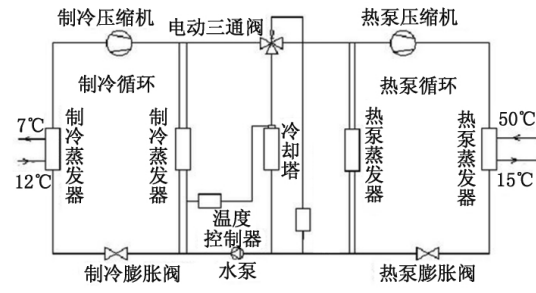 制冷压缩机
电动三通阀
热泵压缩机
制冷循环
热泵循环
7℃
12℃
制冷蒸发器
制冷蒸发器
冷却塔
热泵蒸发器
热泵蒸发器
50℃
15℃
温度
控制器
制冷膨胀阀
水泵
热泵膨胀阀